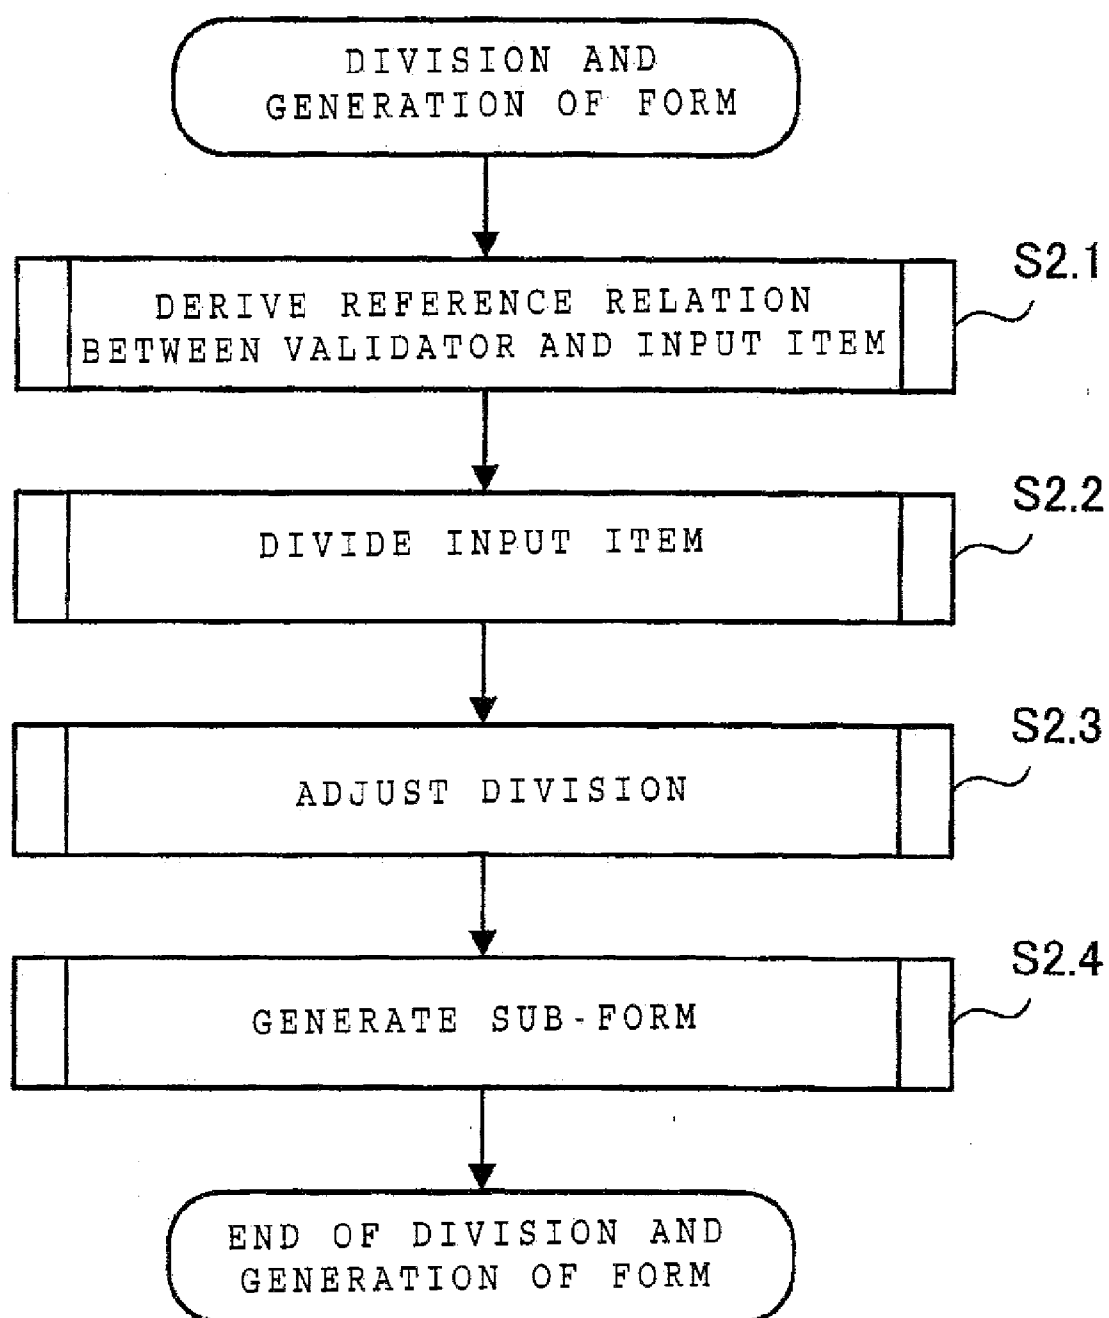 DIVISION AND
GENERATION OF FORM
S2.1
DERIVE REFERENCE RELATION
BETWEEN VALIDATOR AND INPUT ITEM
S2.2
DIVIDE INPUT ITEM
S2.3
ADJUST DIVISION
S2.4
GENERATE SUB-FORM
END OF DIVISION AND
GENERATION OF FORM